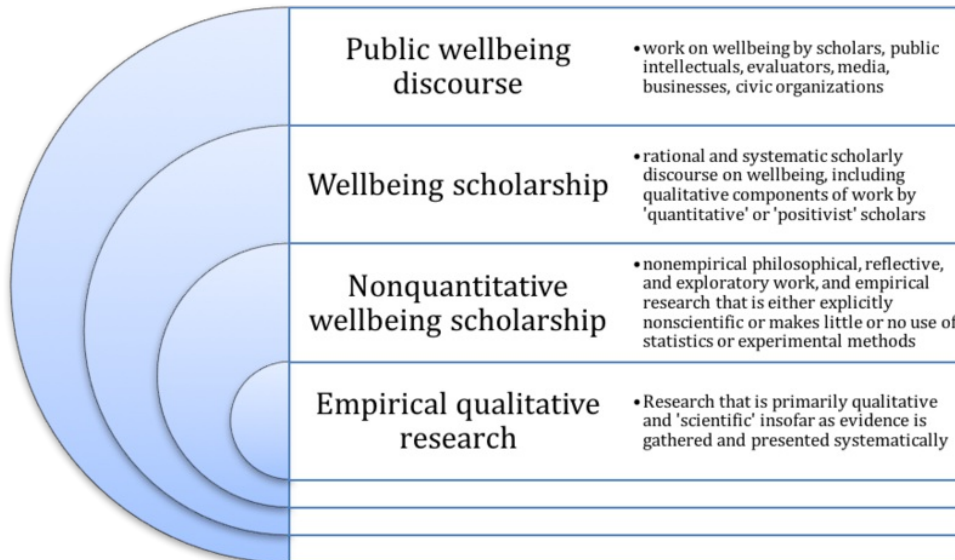 Public wellbeing
discourse
•work on wellbeing by scholars, public
intellectuals, evaluators, media,
businesses, civic organizations
Wellbeing scholarship
•rational and systematic scholarly
discourse on wellbeing, including
qualitative components of work by
'quantitative' or 'positivist' scholars
Nonquantitative
wellbeing scholarship
•nonempirical philosophical, reflective,
and exploratory work, and empirical
research that is either explicitly
nonscientific or makes little or no use of
statistics or experimental methods
Empirical qualitative
research
•Research that is primarily qualitative
and 'scientific' insofar as evidence is
gathered and presented systematically